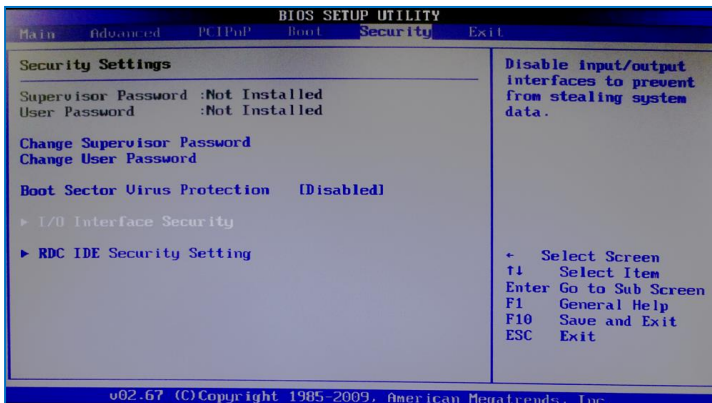 BIOS SETUP UTILITY
Main Advanced PCIPnP Boot Security Exit
Security Settings
Supervisor Password :Not Installed
User Password :Not Installed
Change Supervisor Password
Change User Password
Boot Sector Virus Protection [Disabled]
► I/O Interface Security
► RDC IDE Security Setting
Disable input/output
interfaces to prevent
from stealing system
data.
← Select Screen
↑↓ Select Item
Enter Go to Sub Screen
F1 General Help
F10 Save and Exit
ESC Exit
v02.67 (C)Copyright 1985-2009, American Megatrends, Inc